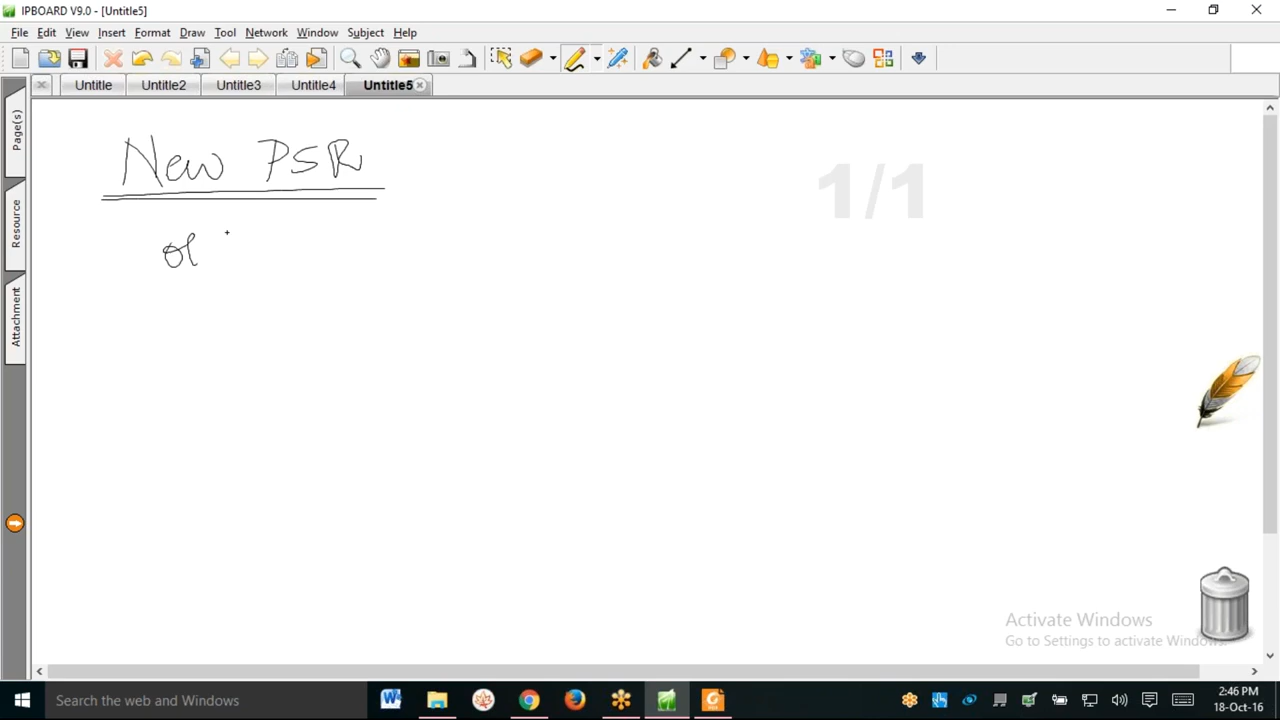 IPBOARD V9.0 - [Untitle5]
File Edit View Insert Format Draw Tool Network Window Subject Help
Untitle Untitle2 Untitle3 Untitle4 Untitle5
Page(s)
Resource
Attachment
New PSR
1/1
ol
Activate Windows
Go to Settings to activate Windows.
Search the web and Windows
2:46 PM
18-Oct-16